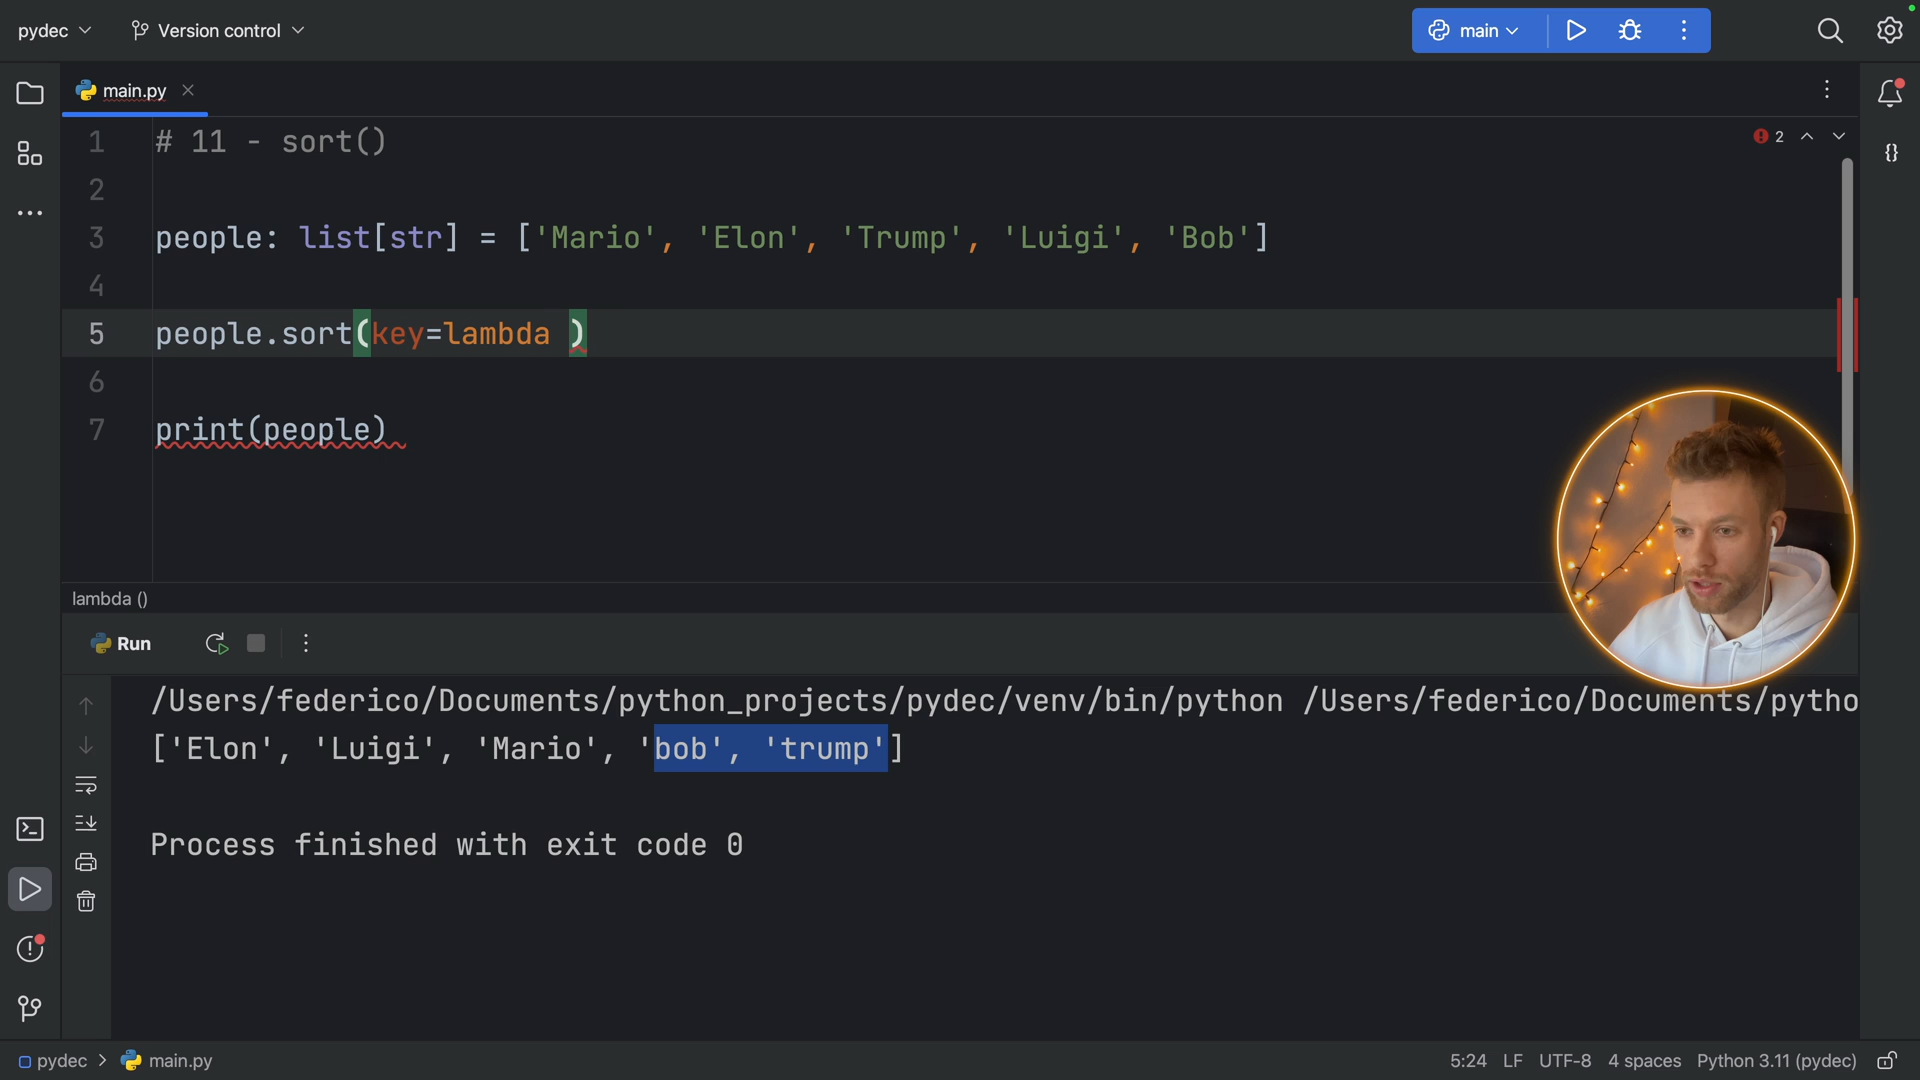 pydec
Version control
main
main.py
1 # 11 - sort()
2
3 people: list[str] = ['Mario', 'Elon', 'Trump', 'Luigi', 'Bob']
4
5 people.sort(key=lambda )
6
7 print(people)
2
{}
lambda ()
Run
/Users/federico/Documents/python_projects/pydec/venv/bin/python /Users/federico/Documents/pytho
['Elon', 'Luigi', 'Mario', 'bob', 'trump']
Process finished with exit code 0
pydec > main.py
5:24 LF UTF-8 4 spaces Python 3.11 (pydec)